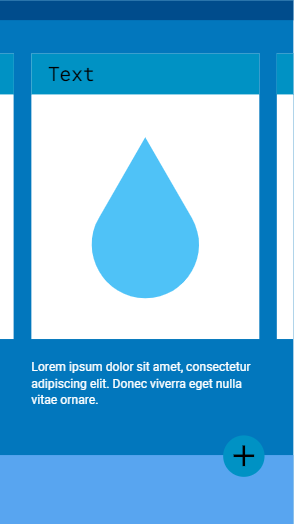 Text
Lorem ipsum dolor sit amet, consectetur
adipiscing elit. Donec viverra eget nulla
vitae ornare.